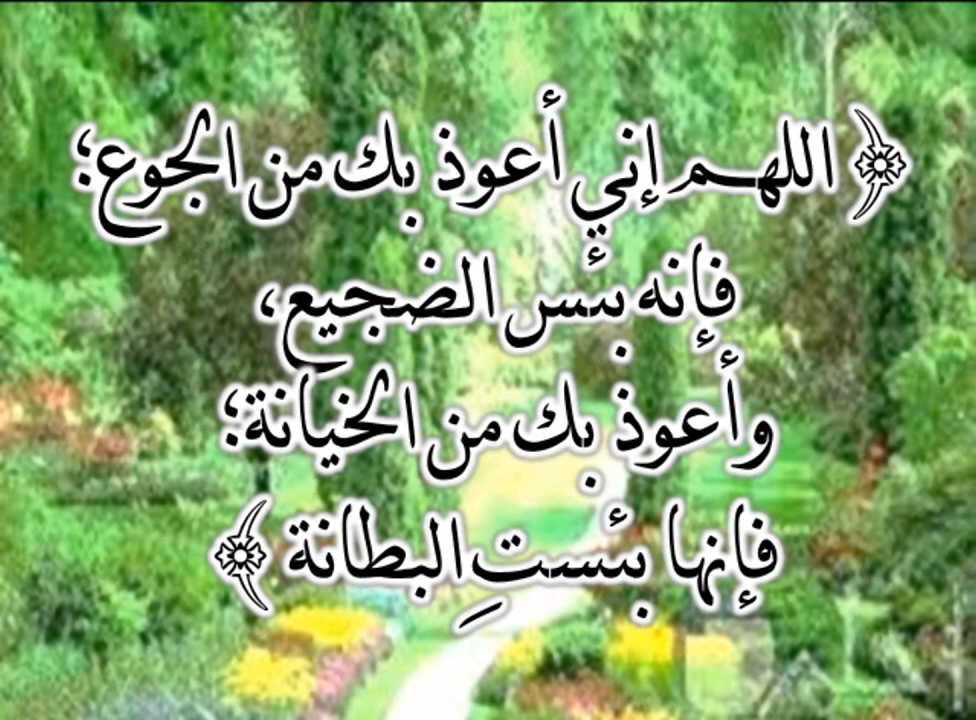 ﴿ اللهم إني أعوذ بك من الجوع؛
فإنه بئس الضجيع،
وأعوذ بك من الخيانة؛
فإنها بئستِ البطانة ﴾